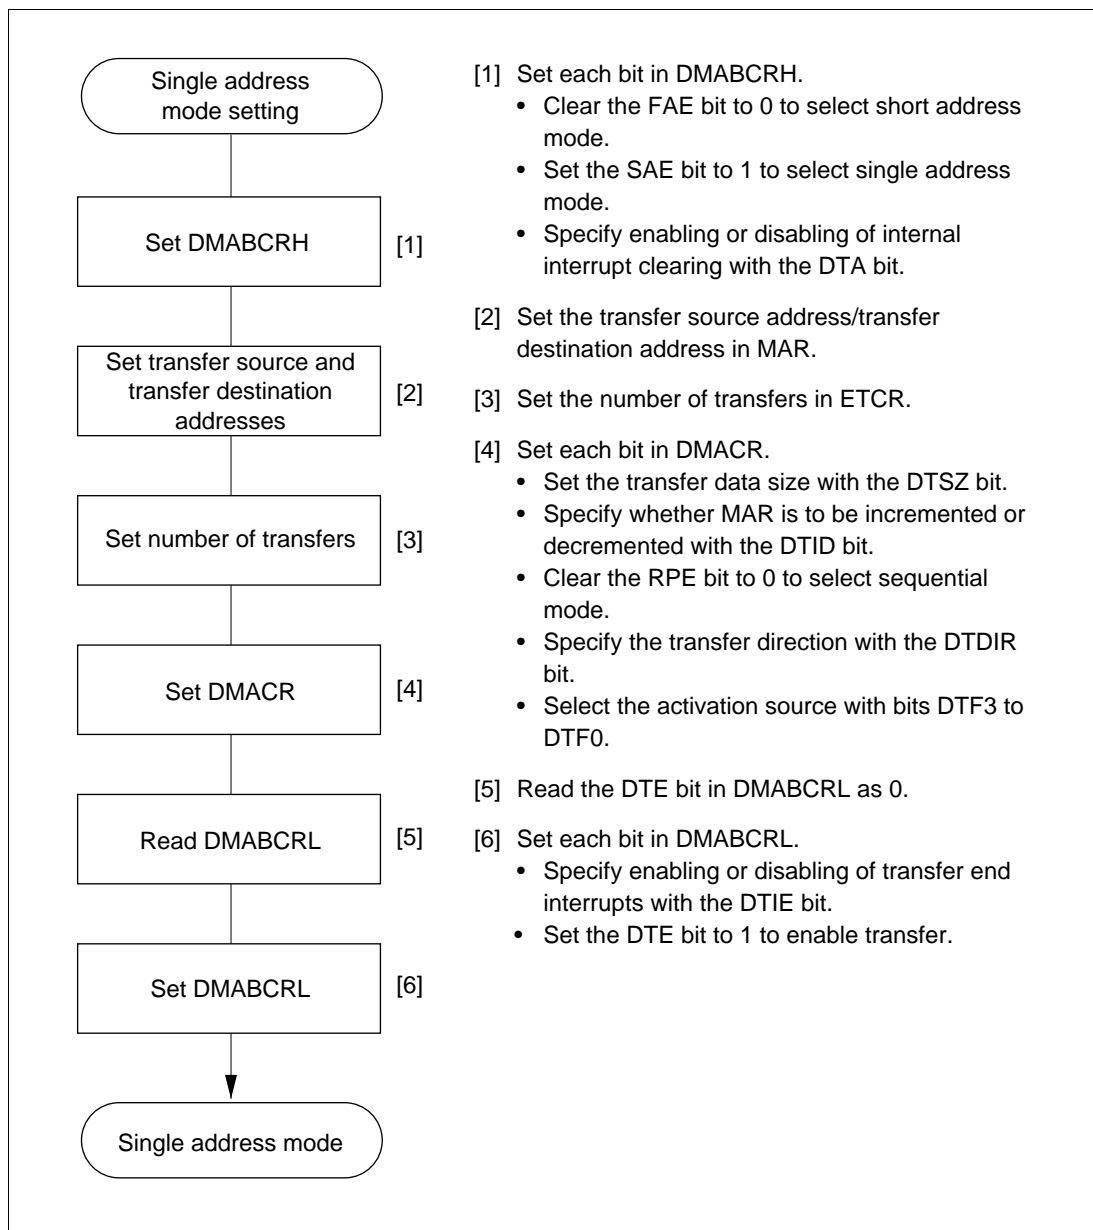 Single address
mode setting
Set DMABCRH
[1]
Set transfer source and
transfer destination
addresses
[2]
Set number of transfers
[3]
Set DMACR
[4]
Read DMABCRL
[5]
Set DMABCRL
[6]
Single address mode
[1] Set each bit in DMABCRH.
• Clear the FAE bit to 0 to select short address
mode.
• Set the SAE bit to 1 to select single address
mode.
• Specify enabling or disabling of internal
interrupt clearing with the DTA bit.
[2] Set the transfer source address/transfer
destination address in MAR.
[3] Set the number of transfers in ETCR.
[4] Set each bit in DMACR.
• Set the transfer data size with the DTSZ bit.
• Specify whether MAR is to be incremented or
decremented with the DTID bit.
• Clear the RPE bit to 0 to select sequential
mode.
• Specify the transfer direction with the DTDIR
bit.
• Select the activation source with bits DTF3 to
DTF0.
[5] Read the DTE bit in DMABCRL as 0.
[6] Set each bit in DMABCRL.
• Specify enabling or disabling of transfer end
interrupts with the DTIE bit.
• Set the DTE bit to 1 to enable transfer.